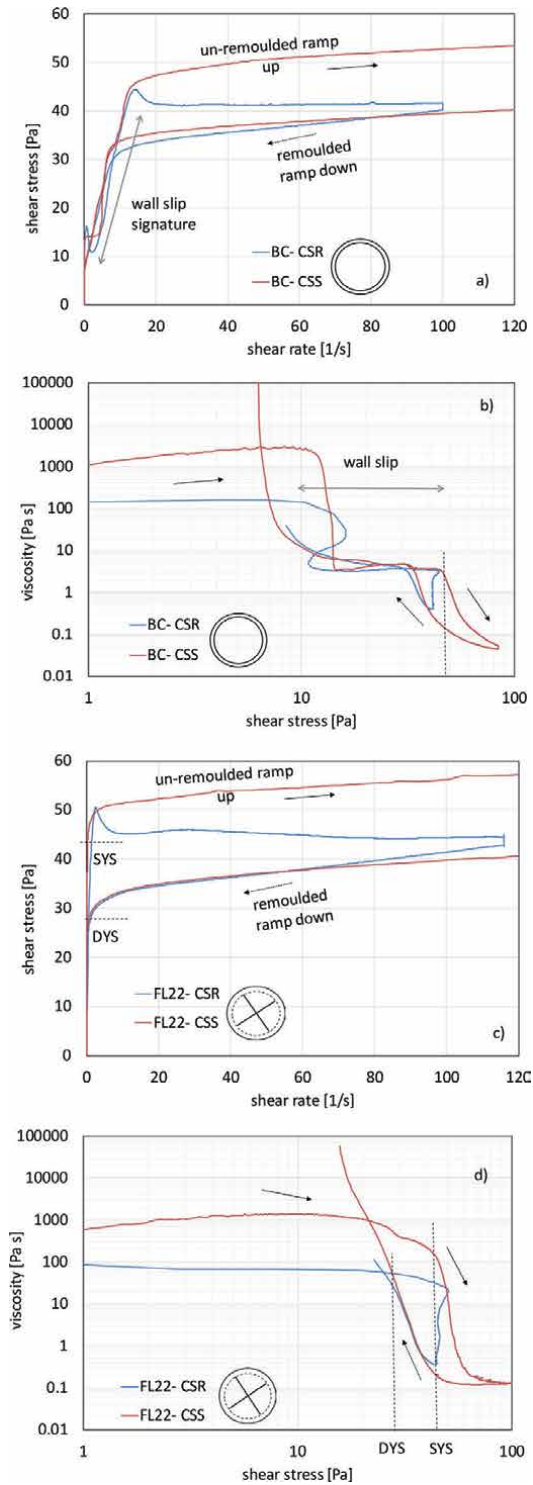 60
un-remoulded ramp
up
50
40
30
remoulded
ramp down
shear stress [Pa]
20
wall slip
signature
BC- CSR
10
BC- CSS
a)
0
0 20 40 60 80 100 120
shear rate [1/s]
100000
b)
10000
1000
wall slip
100
viscosity [Pa s]
10
1
BC- CSR
0.1
BC- CSS
0.01
1 10 100
shear stress [Pa]
60
un-remoulded ramp
up
50
40
SYS
shear stress [Pa]
30
DYS
remoulded
ramp down
20
FL22- CSR
10
FL22- CSS
c)
0
0 20 40 60 80 100 120
shear rate [1/s]
100000
d)
10000
1000
100
viscosity [Pa s]
10
1
FL22- CSR
0.1
FL22- CSS
0.01
1 10 DYS SYS 100
shear stress [Pa]